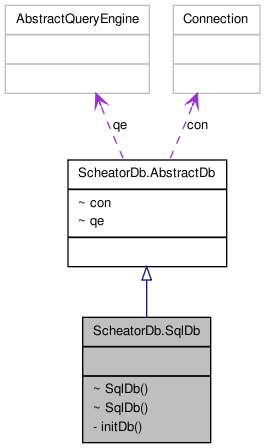 AbstractQueryEngine
Connection
qe
con
ScheatorDb.AbstractDb
~ con
~ qe
ScheatorDb.SqlDb
~ SqlDb()
~ SqlDb()
- initDb()